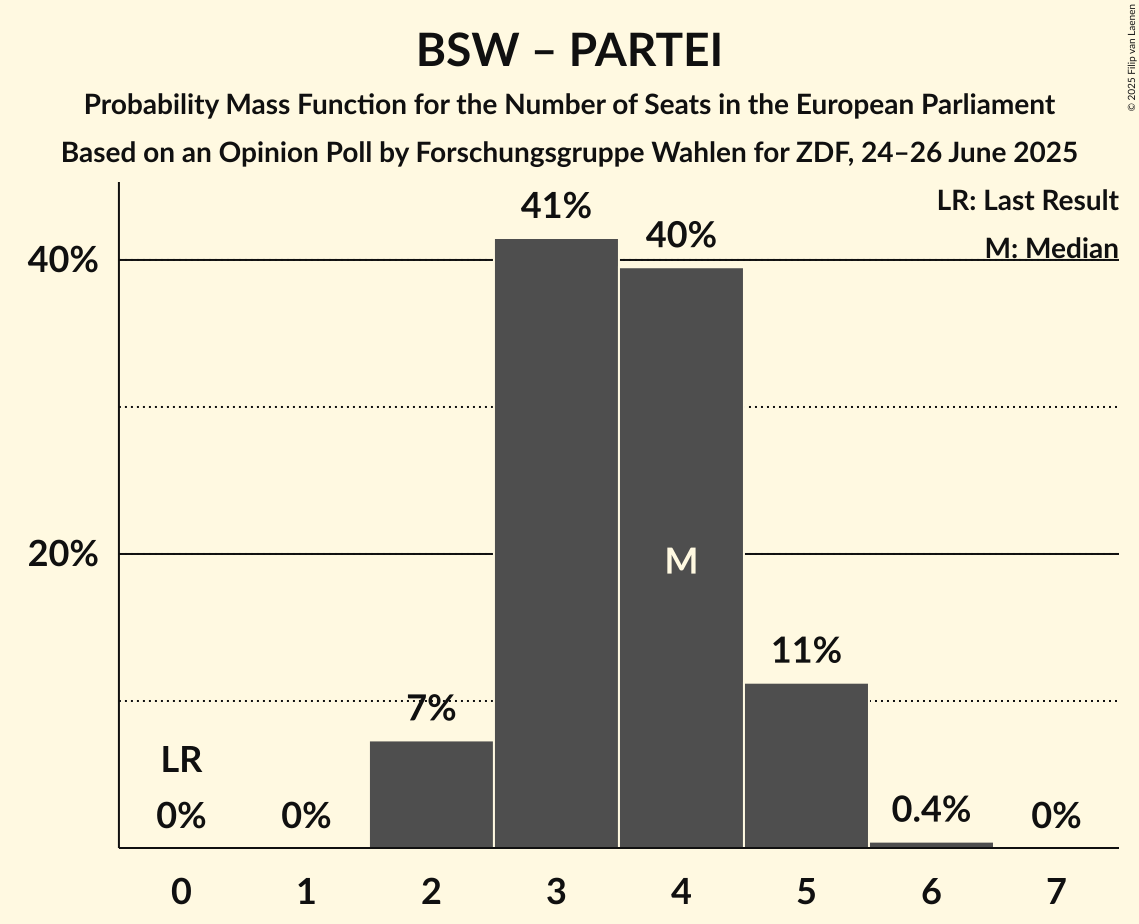 BSW – PARTEI
Probability Mass Function for the Number of Seats in the European Parliament
Based on an Opinion Poll by Forschungsgruppe Wahlen for ZDF, 24–26 June 2025
© 2025 Filip van Laenen
LR: Last Result
M: Median
41%
40%
40%
20%
M
11%
7%
LR
0%
0%
0.4%
0%
0 1 2 3 4 5 6 7